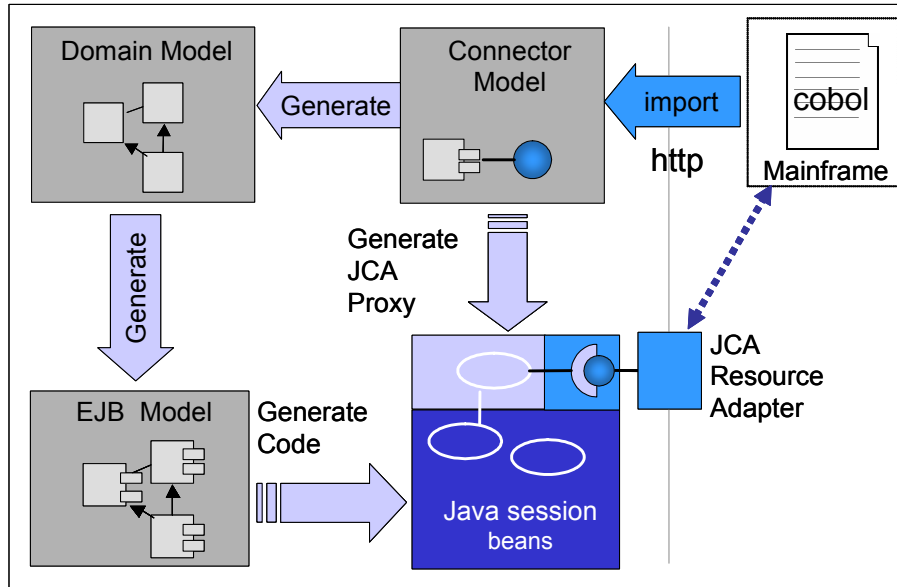 Domain Model
Generate
Connector
Model
import
http
cobol
Mainframe
Generate
Generate
JCA
Proxy
JCA
Resource
Adapter
EJB Model
Generate
Code
Java session
beans